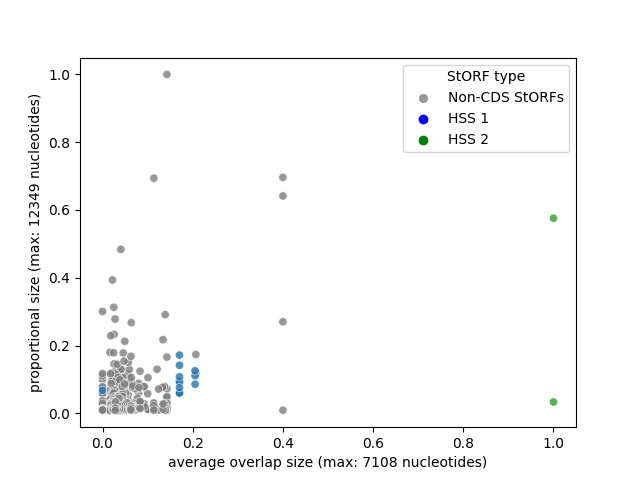 StORF type
Non-CDS StORFs
HSS 1
HSS 2
1.0
0.8
0.6
0.4
0.2
0.0
proportional size (max: 12349 nucleotides)
0.0 0.2 0.4 0.6 0.8 1.0
average overlap size (max: 7108 nucleotides)